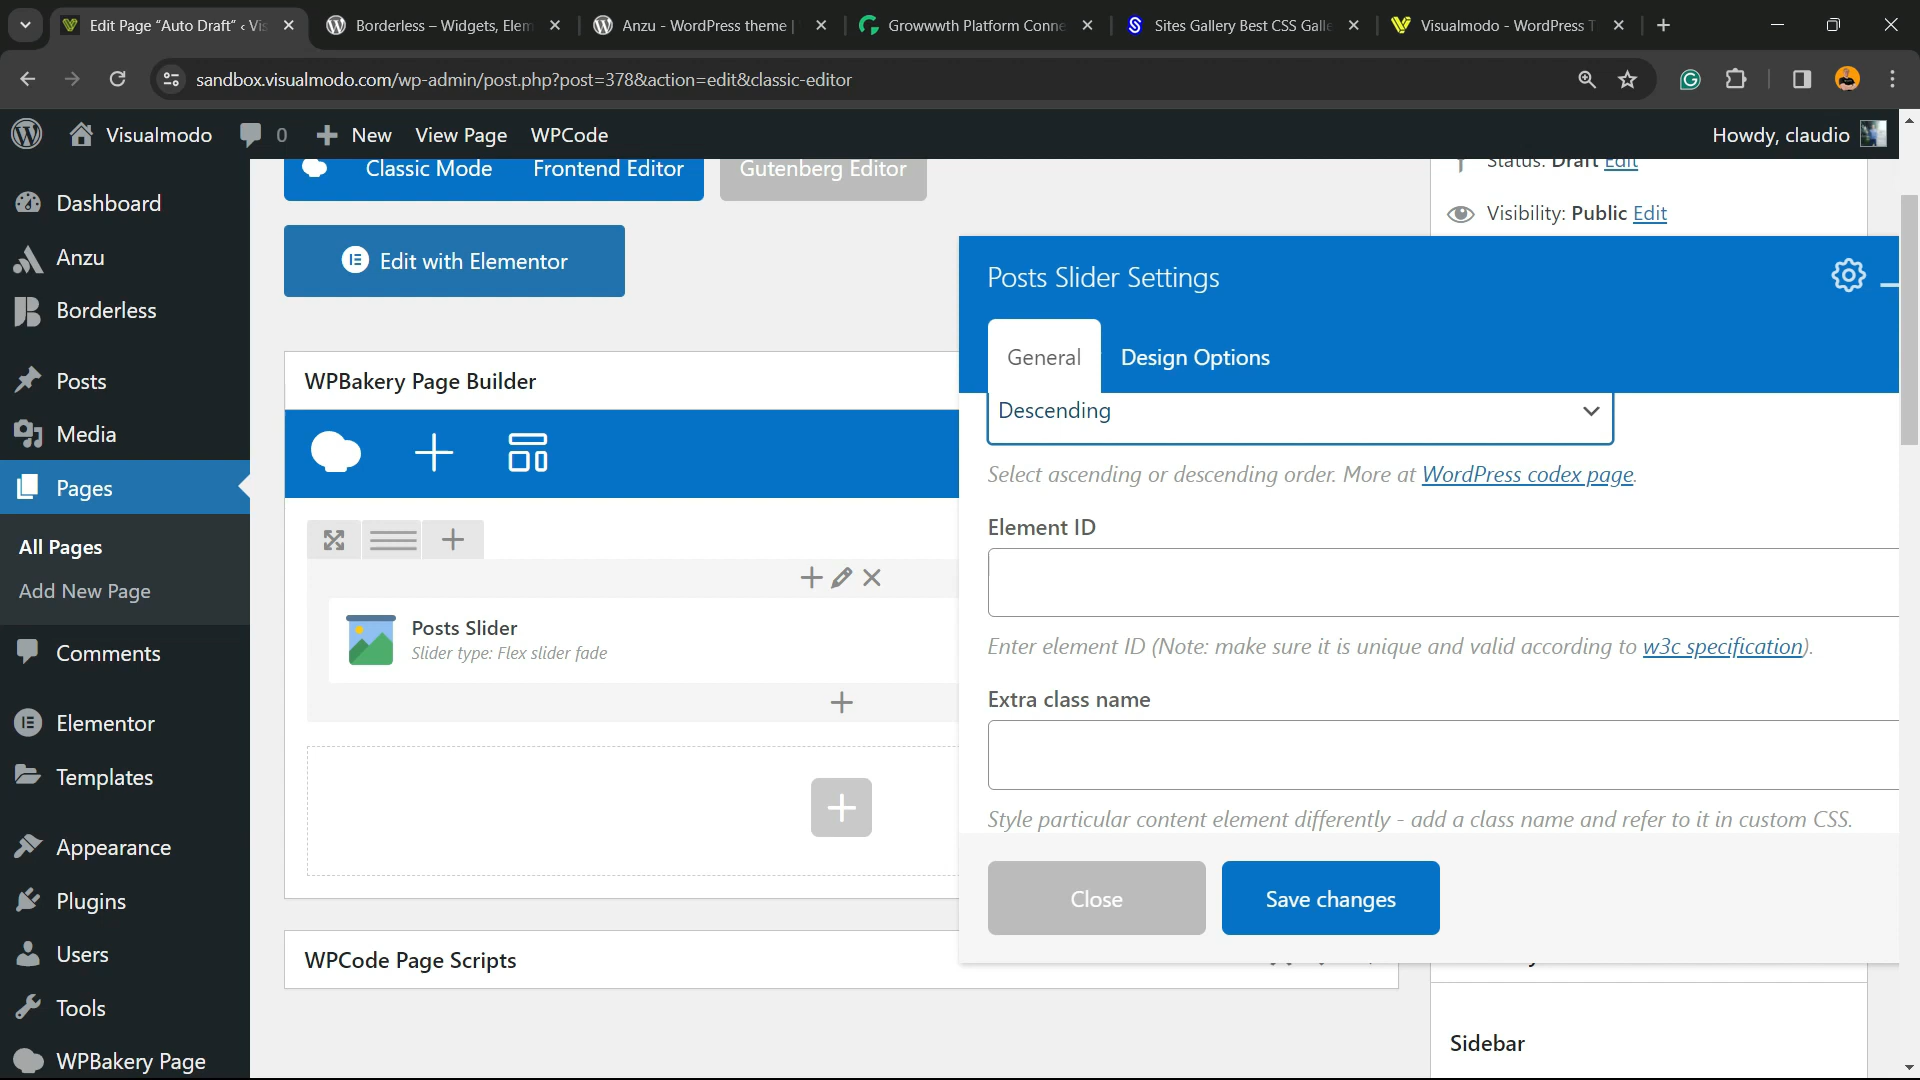 Edit Page “Auto Draft” ‹ Vis
Borderless – Widgets, Elem
Anzu - WordPress theme |
Growwwth Platform Conne
Sites Gallery Best CSS Galle
Visualmodo - WordPress T
sandbox.visualmodo.com/wp-admin/post.php?post=378&action=edit&classic-editor
Visualmodo
0
New
View Page
WPCode
Howdy, claudio
Dashboard
Anzu
Borderless
Posts
Media
Pages
All Pages
Add New Page
Comments
Elementor
Templates
Appearance
Plugins
Users
Tools
WPBakery Page
Classic Mode
Frontend Editor
Gutenberg Editor
Edit with Elementor
WPBakery Page Builder
Posts Slider
Slider type: Flex slider fade
WPCode Page Scripts
Status: Draft Edit
Visibility: Public Edit
Posts Slider Settings
General
Design Options
Descending
Select ascending or descending order. More at WordPress codex page.
Element ID
Enter element ID (Note: make sure it is unique and valid according to w3c specification).
Extra class name
Style particular content element differently - add a class name and refer to it in custom CSS.
Close
Save changes
Sidebar